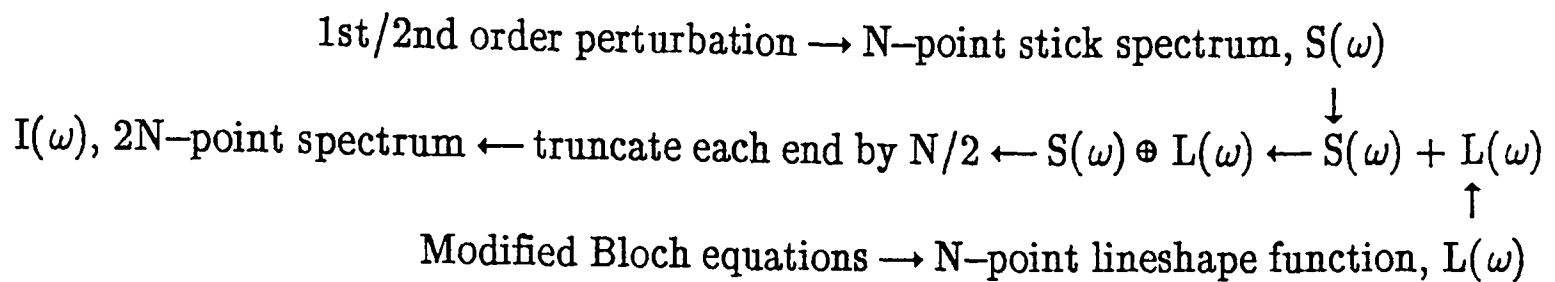 1st/2nd order perturbation → N–point stick spectrum, S(ω)
↓
I(ω), 2N–point spectrum ← truncate each end by N/2 ← S(ω) ⊕ L(ω) ← S(ω) + L(ω)
↑
Modified Bloch equations → N–point lineshape function, L(ω)